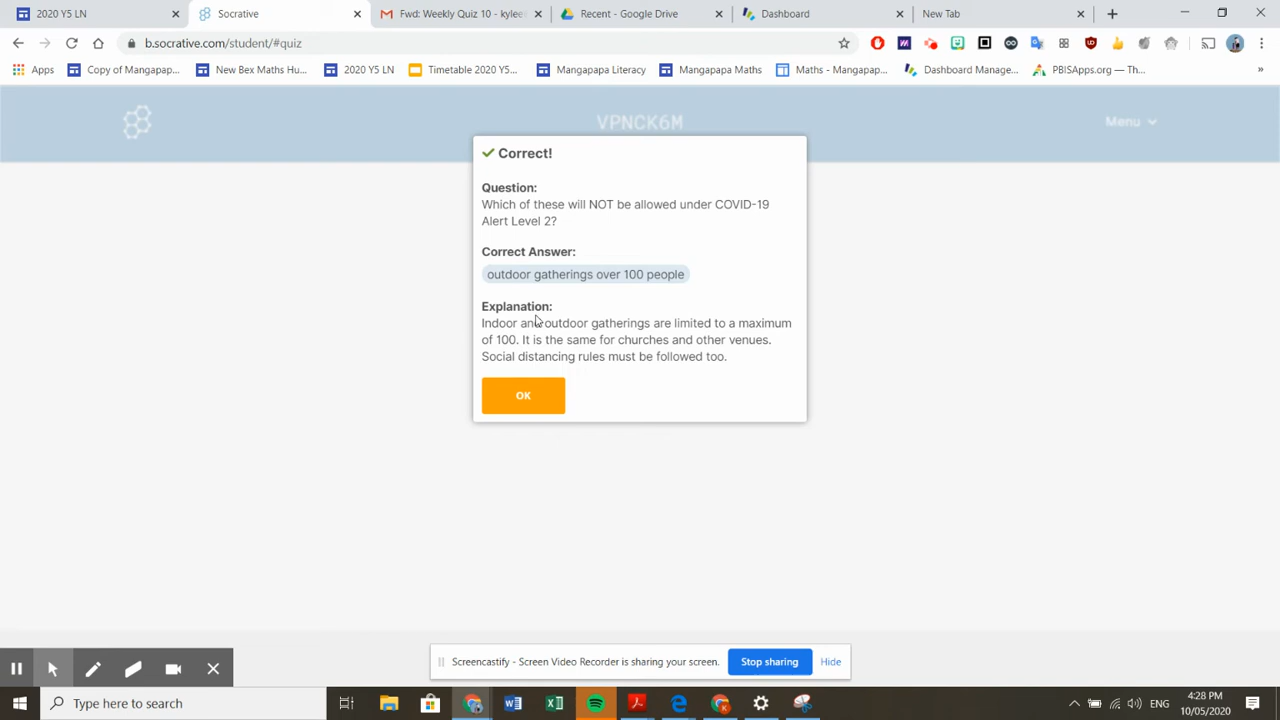 2020 Y5 LN
Socrative
Fwd: Weekly Quiz 10 - kylee
Recent - Google Drive
Dashboard
New Tab
b.socrative.com/student/#quiz
Apps
Copy of Mangapap...
New Bex Maths Hu...
2020 Y5 LN
Timetable 2020 Y5...
Mangapapa Literacy
Mangapapa Maths
Maths - Mangapap...
Dashboard Manage...
PBISApps.org — Th...
VPNCK6M
Menu
Correct!
Question:
Which of these will NOT be allowed under COVID-19
Alert Level 2?
Correct Answer:
outdoor gatherings over 100 people
Explanation:
Indoor and outdoor gatherings are limited to a maximum
of 100. It is the same for churches and other venues.
Social distancing rules must be followed too.
OK
Screencastify - Screen Video Recorder is sharing your screen.
Stop sharing
Hide
Type here to search
ENG
4:28 PM
10/05/2020